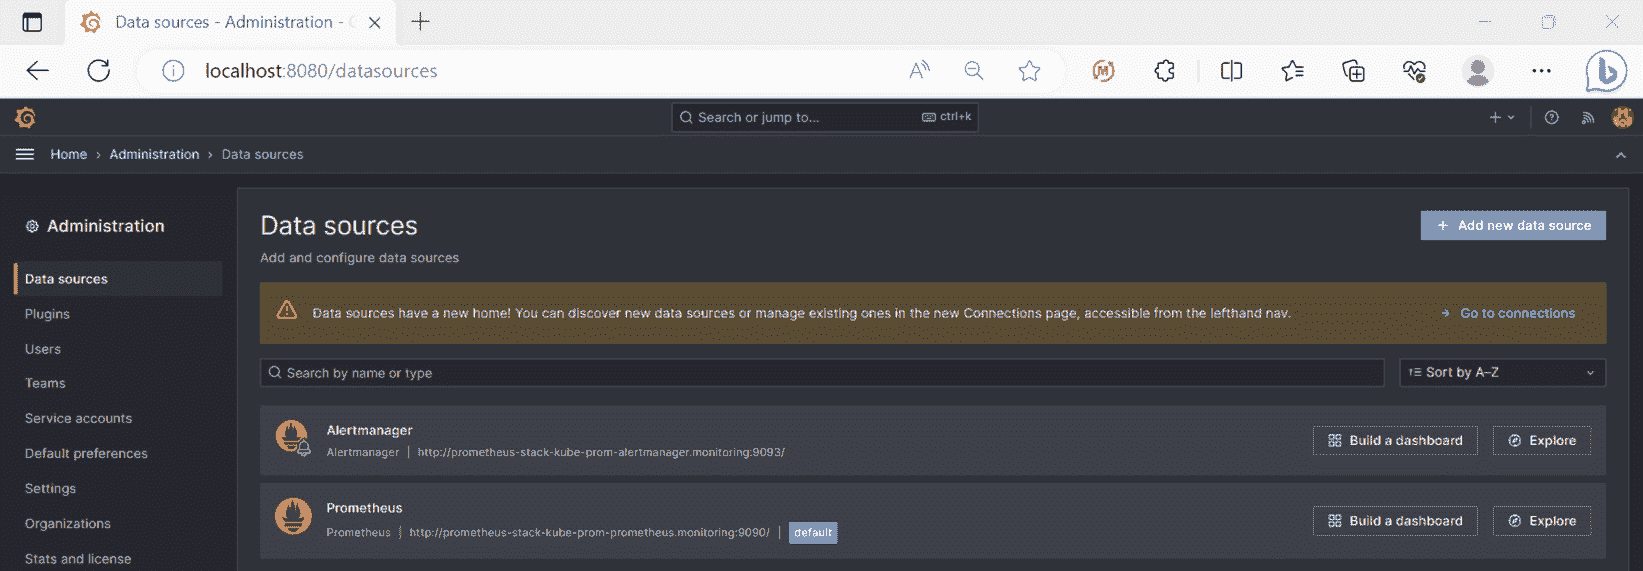 Data sources - Administration -
localhost:8080/datasources
Search or jump to...
ctrl+k
Home › Administration › Data sources
Administration
Data sources
Plugins
Users
Teams
Service accounts
Default preferences
Settings
Organizations
Stats and license
Data sources
Add new data source
Add and configure data sources
Data sources have a new home! You can discover new data sources or manage existing ones in the new Connections page, accessible from the lefthand nav.
Go to connections
Search by name or type
Sort by A–Z
Alertmanager
Alertmanager | http://prometheus-stack-kube-prom-alertmanager.monitoring:9093/
Build a dashboard
Explore
Prometheus
Prometheus | http://prometheus-stack-kube-prom-prometheus.monitoring:9090/ | default
Build a dashboard
Explore